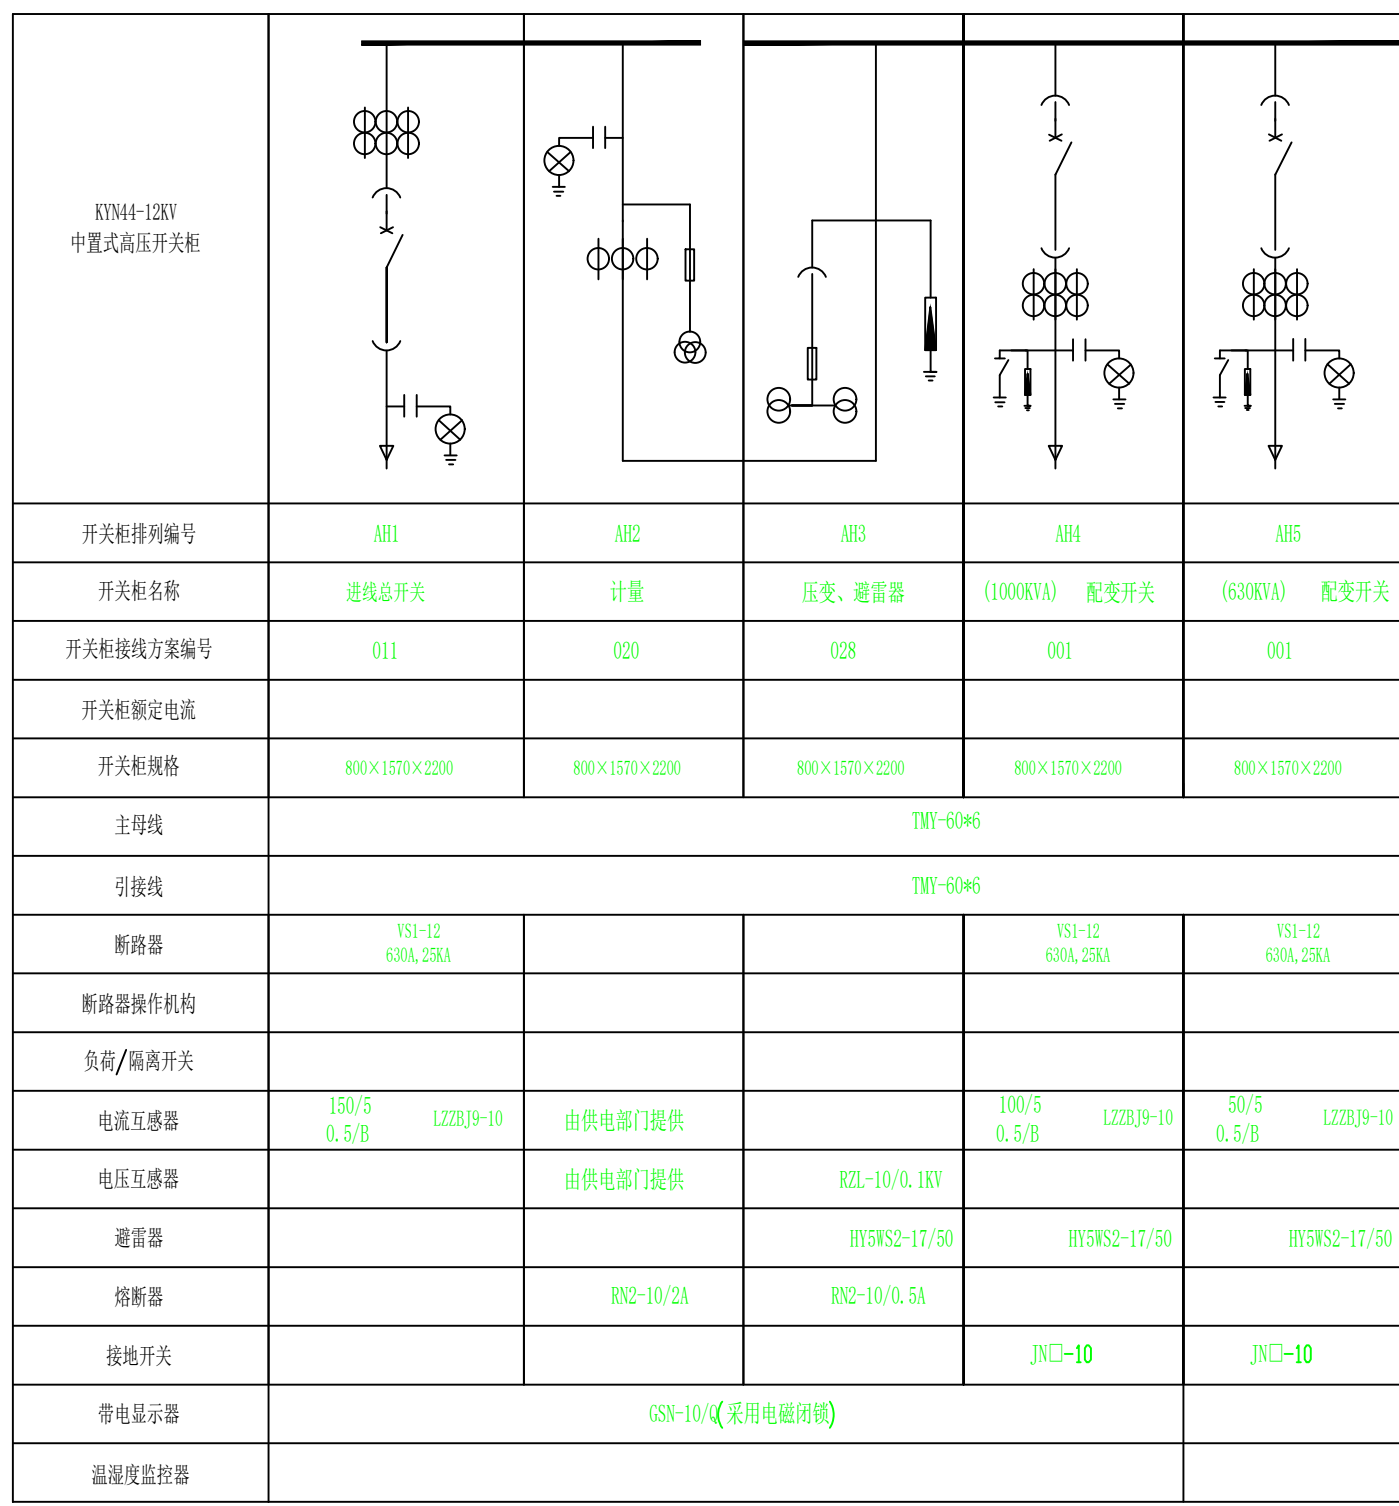 KYN44-12KV
中置式高压开关柜
开关柜排列编号 AH1 AH2 AH3 AH4 AH5
开关柜名称 进线总开关 计量 压变、避雷器 (1000KVA) 配变开关 (630KVA) 配变开关
开关柜接线方案编号 011 020 028 001 001
开关柜额定电流
开关柜规格 800×1570×2200 800×1570×2200 800×1570×2200 800×1570×2200 800×1570×2200
主母线 TMY-60*6
引接线 TMY-60*6
断路器 VS1-12 VS1-12 VS1-12
630A,25KA 630A,25KA 630A,25KA
断路器操作机构
负荷/隔离开关
电流互感器 150/5 LZZBJ9-10 由供电部门提供 100/5 LZZBJ9-10 50/5 LZZBJ9-10
0.5/B 0.5/B 0.5/B
电压互感器 由供电部门提供 RZL-10/0.1KV
避雷器 HY5WS2-17/50 HY5WS2-17/50 HY5WS2-17/50
熔断器 RN2-10/2A RN2-10/0.5A
接地开关 JN□-10 JN□-10
带电显示器 GSN-10/Q(采用电磁闭锁)
温湿度监控器